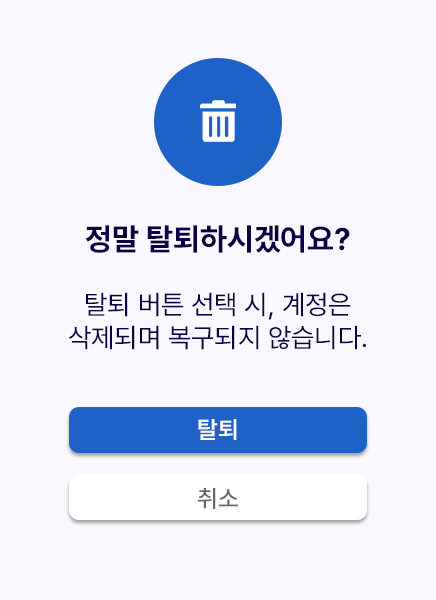 정말 탈퇴하시겠어요?
탈퇴 버튼 선택 시, 계정은
삭제되며 복구되지 않습니다.
탈퇴
취소